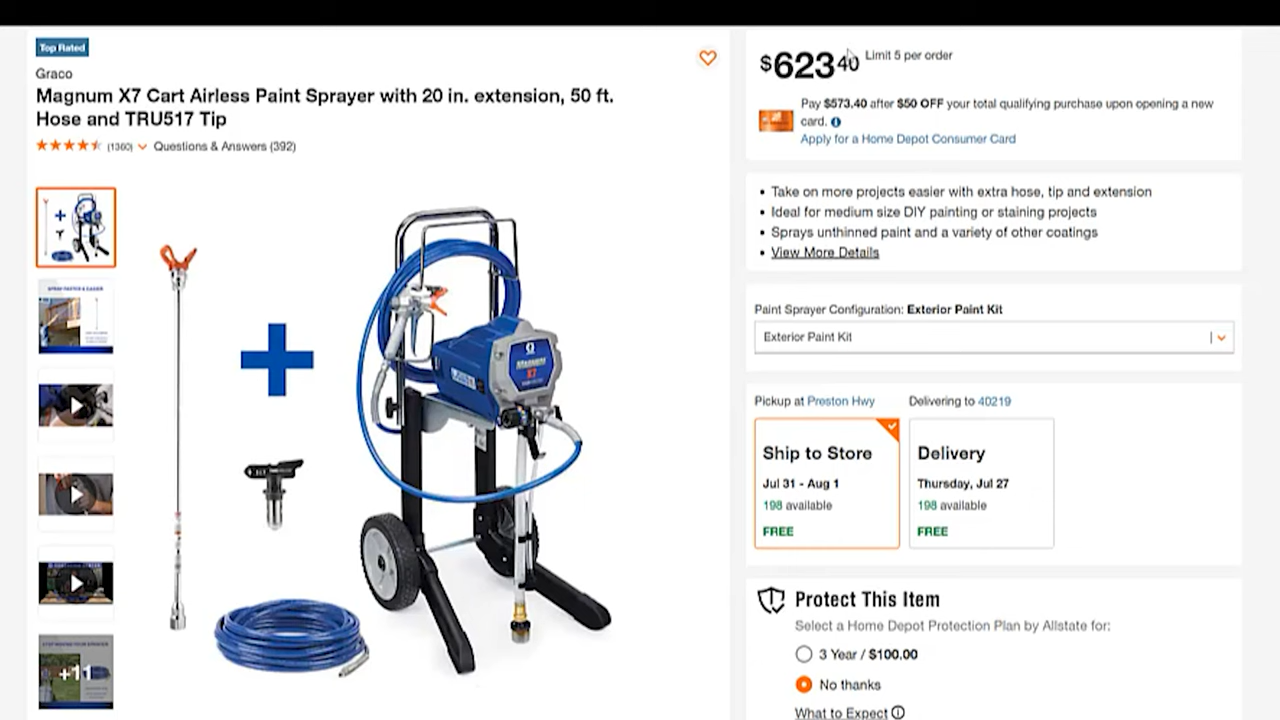 Top Rated
Graco
Magnum X7 Cart Airless Paint Sprayer with 20 in. extension, 50 ft.
Hose and TRU517 Tip
(1360) Questions & Answers (392)
$623 40 Limit 5 per order
Pay $573.40 after $50 OFF your total qualifying purchase upon opening a new
card.
Apply for a Home Depot Consumer Card
• Take on more projects easier with extra hose, tip and extension
• Ideal for medium size DIY painting or staining projects
• Sprays unthinned paint and a variety of other coatings
• View More Details
Paint Sprayer Configuration: Exterior Paint Kit
Exterior Paint Kit
Pickup at Preston Hwy
Delivering to 40219
Ship to Store
Jul 31 - Aug 1
198 available
FREE
Delivery
Thursday, Jul 27
198 available
FREE
Protect This Item
Select a Home Depot Protection Plan by Allstate for:
3 Year / $100.00
No thanks
What to Expect
SPRAY FASTER & EASIER
+11
X7